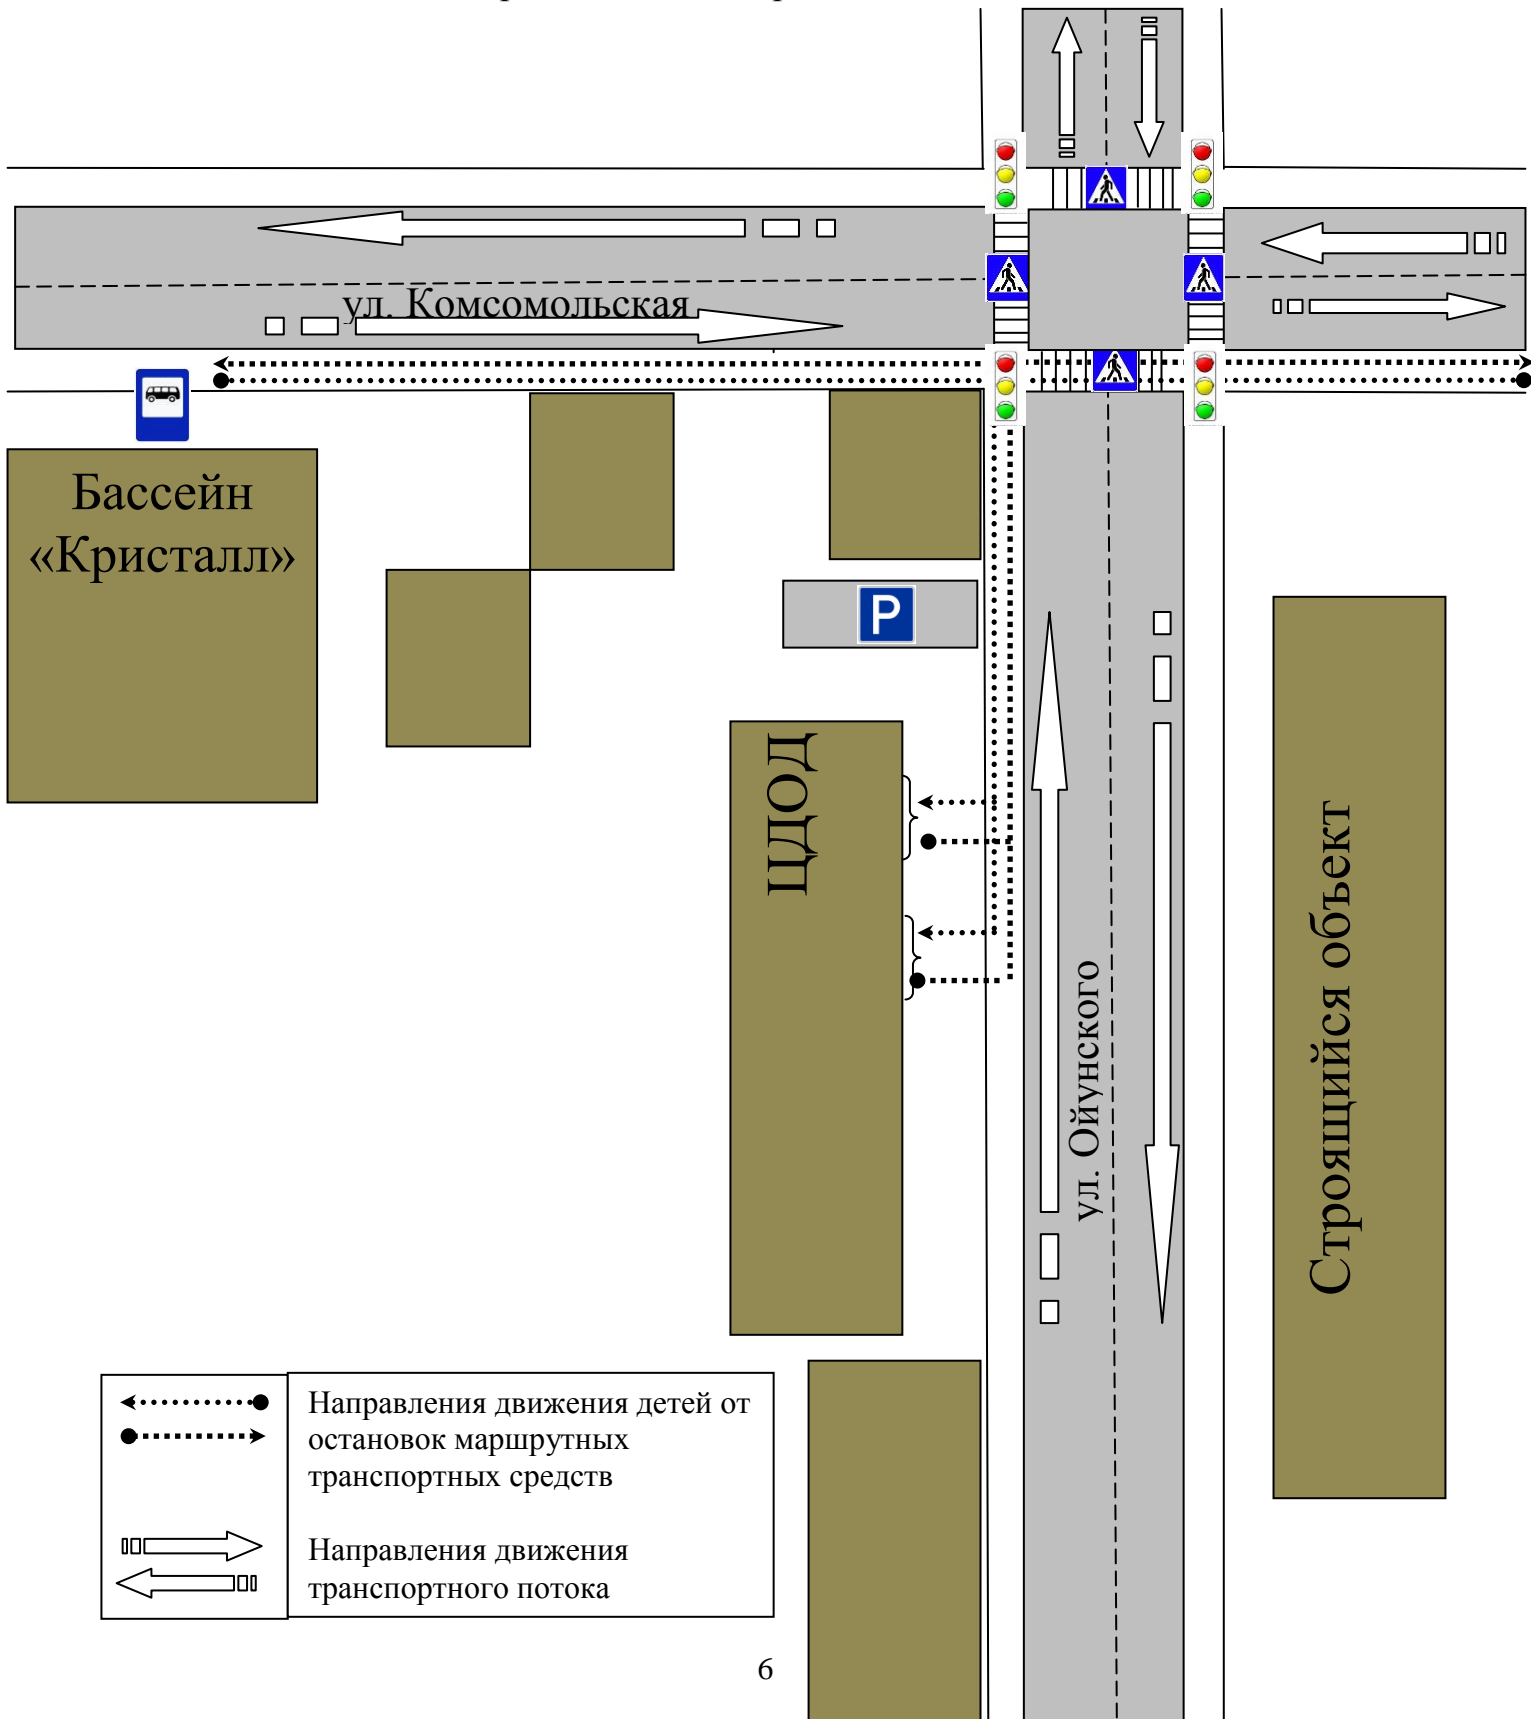 ул. Комсомольская
Бассейн
«Кристалл»
P
ЦДОД
ул. Ойунского
Строящийся объект
Направления движения детей от
остановок маршрутных
транспортных средств
Направления движения
транспортного потока
6